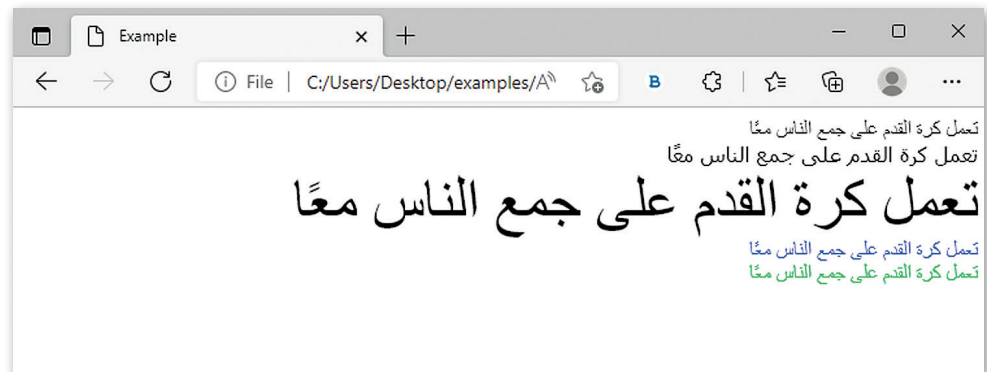 Example
File | C:/Users/Desktop/examples/
تعمل كرة القدم على جمع الناس معًا
تعمل كرة القدم على جمع الناس معًا
تعمل كرة القدم على جمع الناس معًا
تعمل كرة القدم على جمع الناس معًا
تعمل كرة القدم على جمع الناس معًا